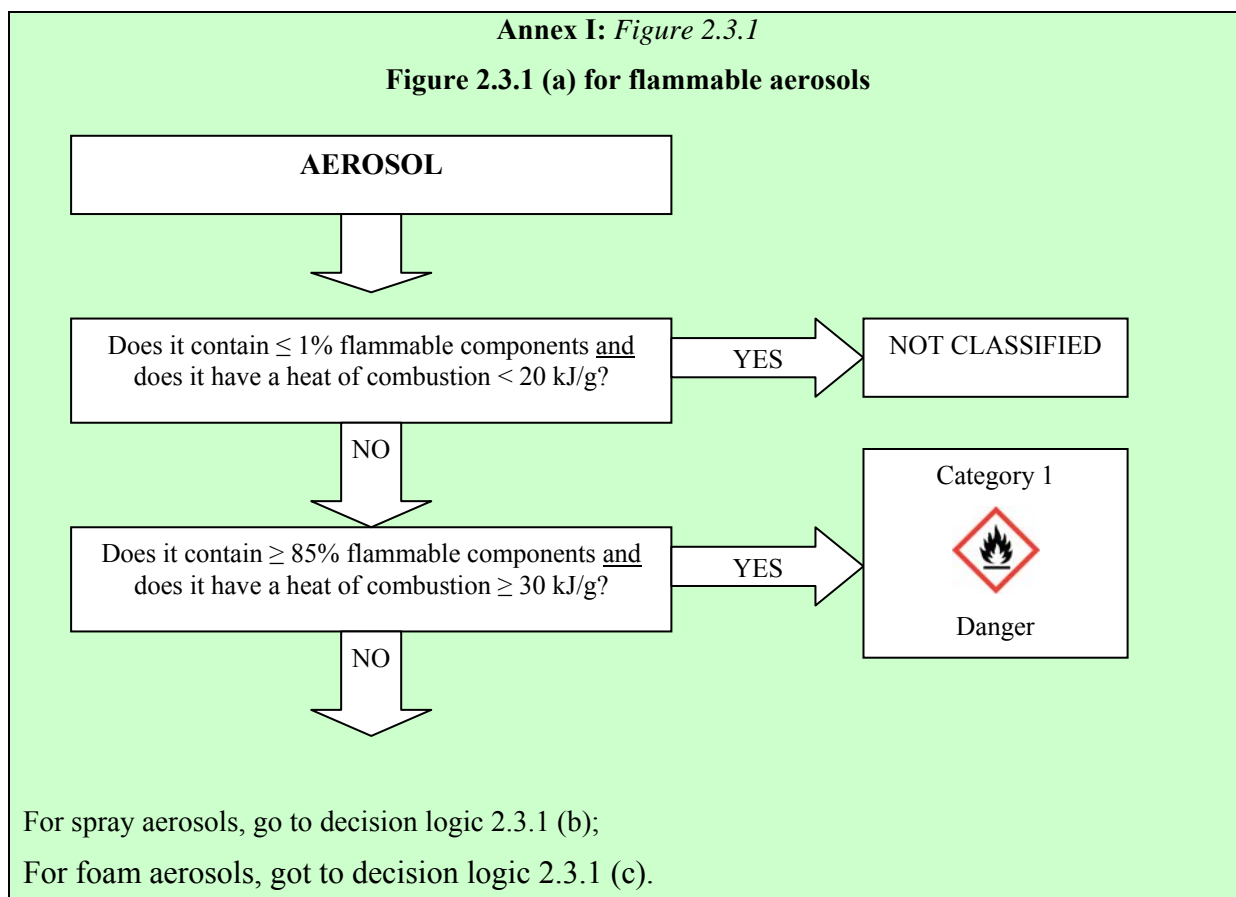 Annex I: Figure 2.3.1
Figure 2.3.1 (a) for flammable aerosols
AEROSOL
Does it contain ≤ 1% flammable components and
does it have a heat of combustion < 20 kJ/g?
YES
NOT CLASSIFIED
NO
Does it contain ≥ 85% flammable components and
does it have a heat of combustion ≥ 30 kJ/g?
YES
Category 1
Danger
NO
For spray aerosols, go to decision logic 2.3.1 (b);
For foam aerosols, got to decision logic 2.3.1 (c).